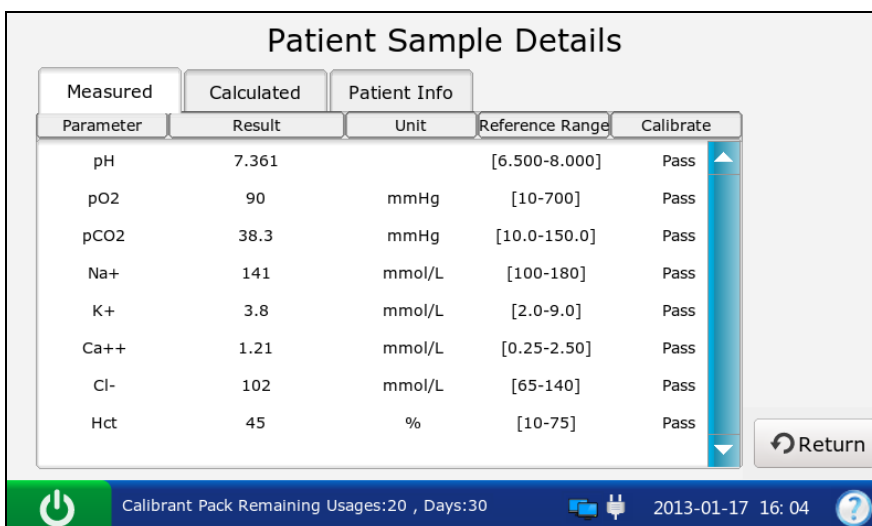 Patient Sample Details
Measured Calculated Patient Info
Parameter Result Unit Reference Range Calibrate
pH 7.361 [6.500-8.000] Pass
pO2 90 mmHg [10-700] Pass
pCO2 38.3 mmHg [10.0-150.0] Pass
Na+ 141 mmol/L [100-180] Pass
K+ 3.8 mmol/L [2.0-9.0] Pass
Ca++ 1.21 mmol/L [0.25-2.50] Pass
Cl- 102 mmol/L [65-140] Pass
Hct 45 % [10-75] Pass
Return
Calibrant Pack Remaining Usages:20 , Days:30 2013-01-17 16: 04 ?